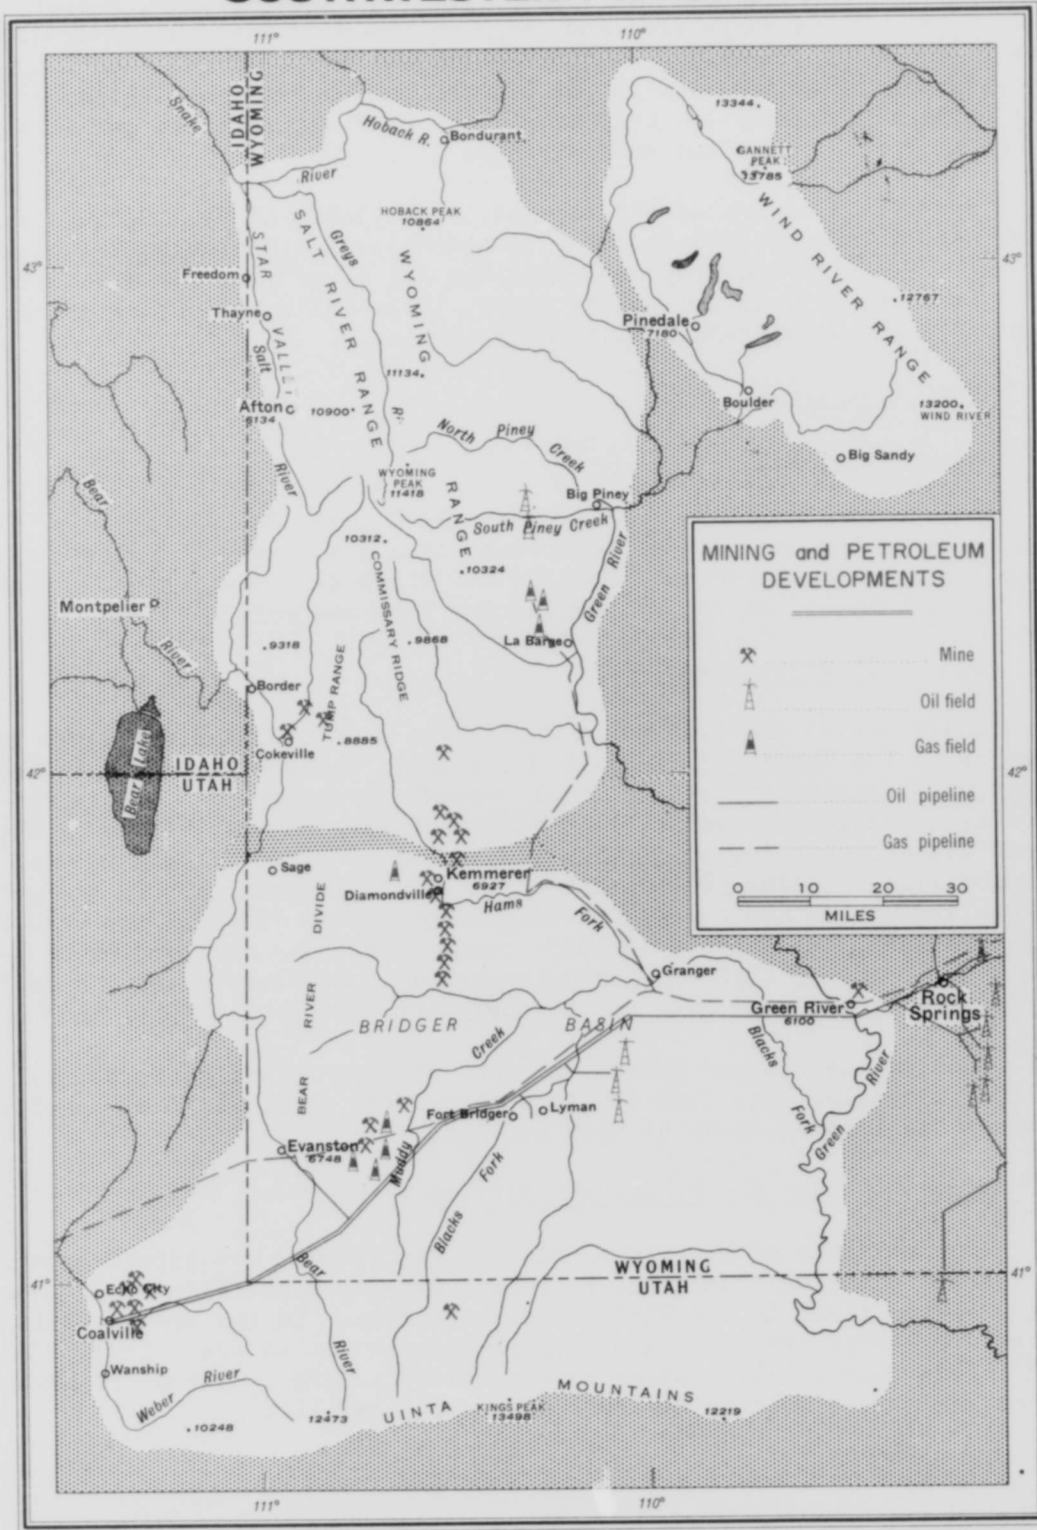 111°
110°
Snake
IDAHO
WYOMING
Hoback R.
Bondurant
River
13344
GANNETT
PEAK
13785
WIND RIVER RANGE
HOBACK PEAK
10864
SALT RIVER RANGE
Greys
WYOMING
RANGE
43°
43°
STAR
VALLEY
Freedom
Thayne
Salt
12767
Pinedale
7180
11134
Afton
6134
10900
Ri
Boulder
13200
WIND RIVER
North Piney
Creek
Big Sandy
River
WYOMING
PEAK
11418
Bear
Big Piney
South Piney Creek
10312
COMMISSARY RIDGE
10324
Green River
MINING and PETROLEUM
DEVELOPMENTS
Mine
Oil field
Gas field
Oil pipeline
Gas pipeline
0 10 20 30
MILES
Montpelier
River
9318
9868
La Barge
Border
TUMP RANGE
Cokeville
8885
Bear Lake
42°
IDAHO
UTAH
42°
Sage
Kemmerer
6927
Diamondville
Hams
Fork
BEAR RIVER DIVIDE
Granger
Green River
6100
Rock
Springs
BRIDGER BASIN
Creek
Blacks
Fork
River
Green
Fort Bridger
Lyman
Evanston
6748
Muddy
Fork
Blacks
Bear
River
WYOMING
UTAH
41°
41°
Echo City
Coalville
Wanship
Weber River
10248
12473
UINTA MOUNTAINS
KINGS PEAK
13498
12219
111°
110°